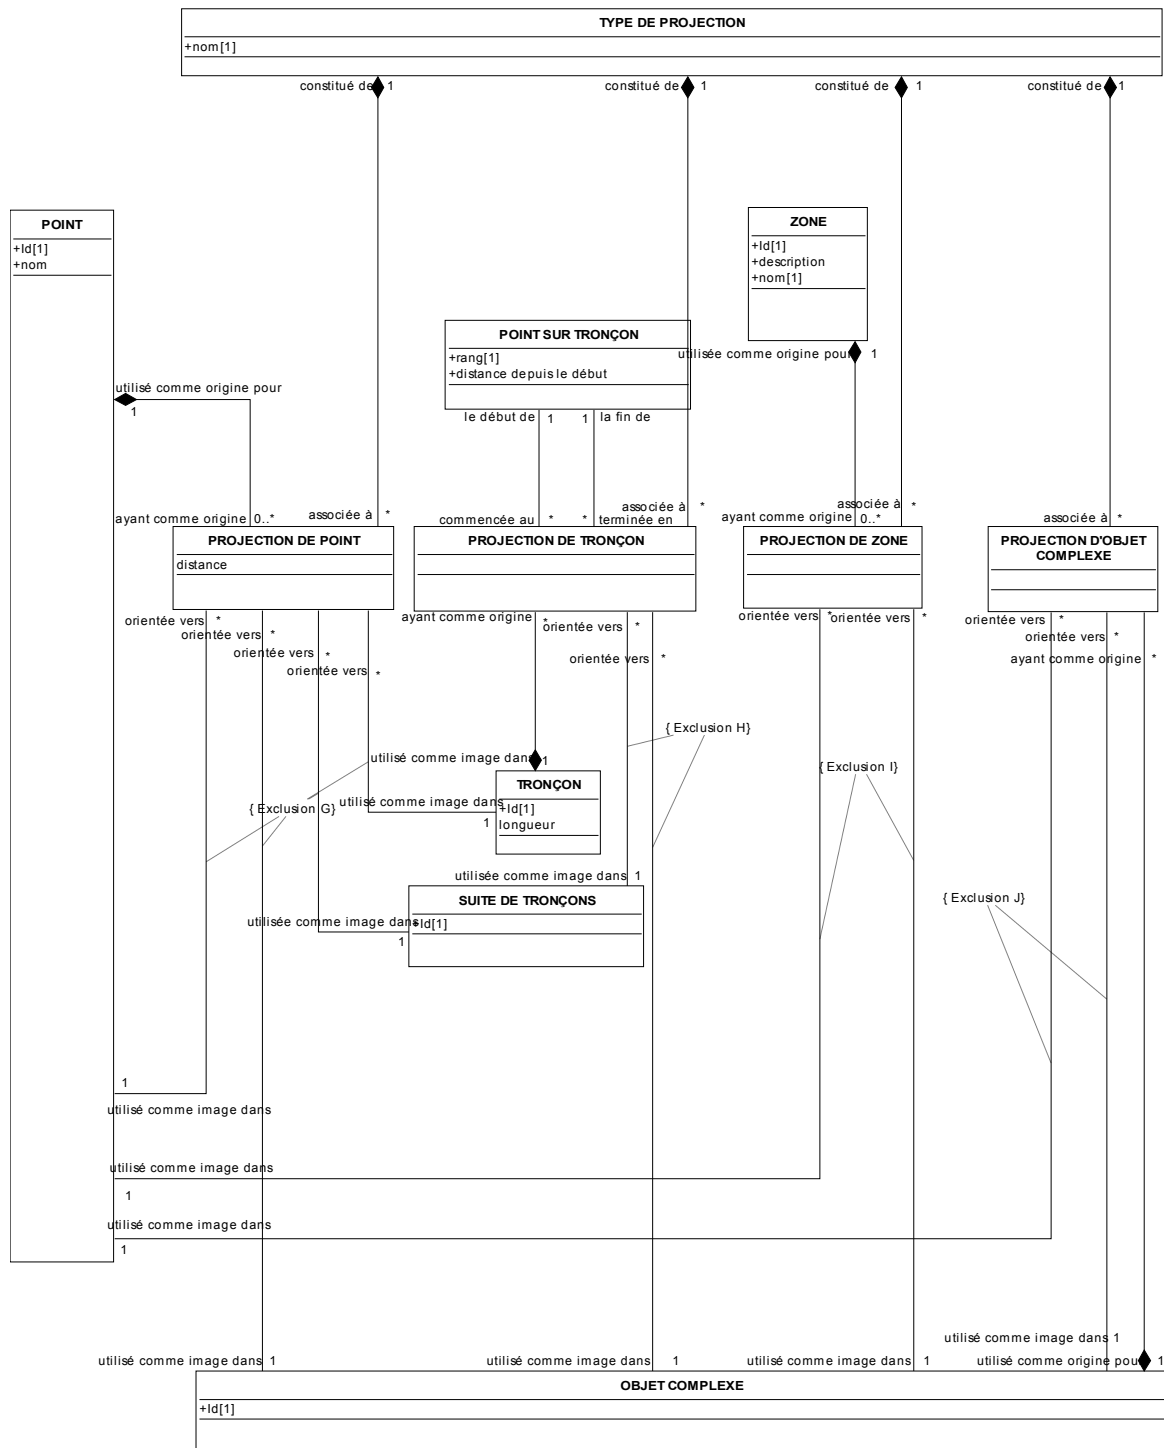 TYPE DE PROJECTION
+nom[1]
constitué de 1
constitué de 1
constitué de 1
constitué de 1
POINT
+Id[1]
+nom
ZONE
+Id[1]
+description
+nom[1]
POINT SUR TRONÇON
+rang[1]
+distance depuis le début
utilisée comme origine pour 1
utilisé comme origine pour
1
le début de 1
1 la fin de
ayant comme origine 0..*
associée à *
commencée au *
* terminée en
associée à *
ayant comme origine 0..*
associée à *
associée à *
PROJECTION DE POINT
distance
PROJECTION DE TRONÇON
PROJECTION DE ZONE
PROJECTION D'OBJET
COMPLEXE
orientée vers *
orientée vers *
orientée vers *
orientée vers *
ayant comme origine *
orientée vers *
orientée vers *
orientée vers *
orientée vers *
orientée vers *
orientée vers *
ayant comme origine *
{ Exclusion H}
utilisé comme image dans 1
{ Exclusion I}
TRONÇON
+Id[1]
longueur
{ Exclusion G}
utilisé comme image dans
1
utilisée comme image dans 1
SUITE DE TRONÇONS
+Id[1]
utilisée comme image dans
1
{ Exclusion J}
1
utilisé comme image dans
utilisé comme image dans
1
utilisé comme image dans
1
utilisé comme image dans 1
utilisé comme image dans 1
utilisé comme image dans 1
utilisé comme image dans 1
utilisé comme origine pour 1
OBJET COMPLEXE
+Id[1]